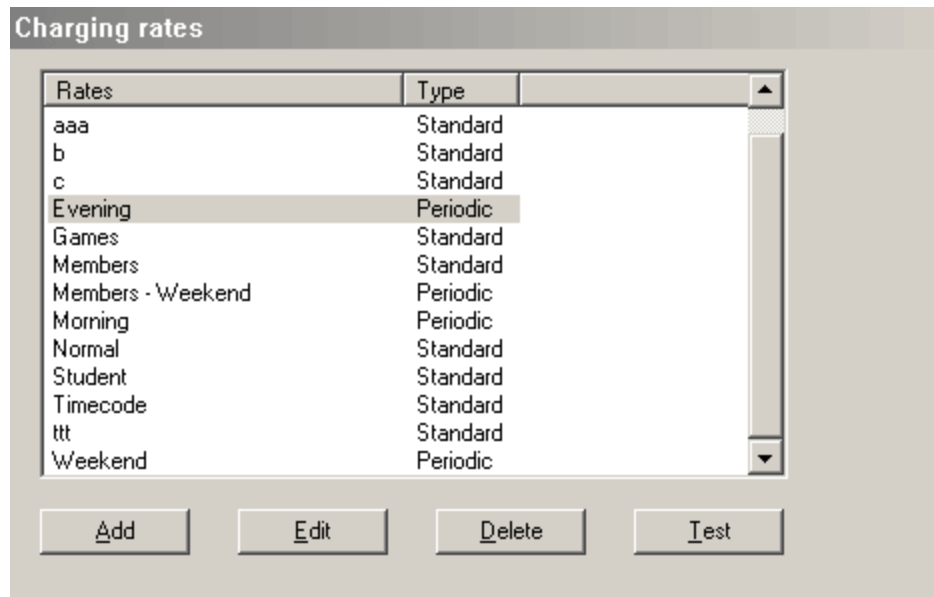 Charging rates
Rates Type
aaa Standard
b Standard
c Standard
Evening Periodic
Games Standard
Members Standard
Members - Weekend Periodic
Morning Periodic
Normal Standard
Student Standard
Timecode Standard
ttt Standard
Weekend Periodic
Add Edit Delete Test